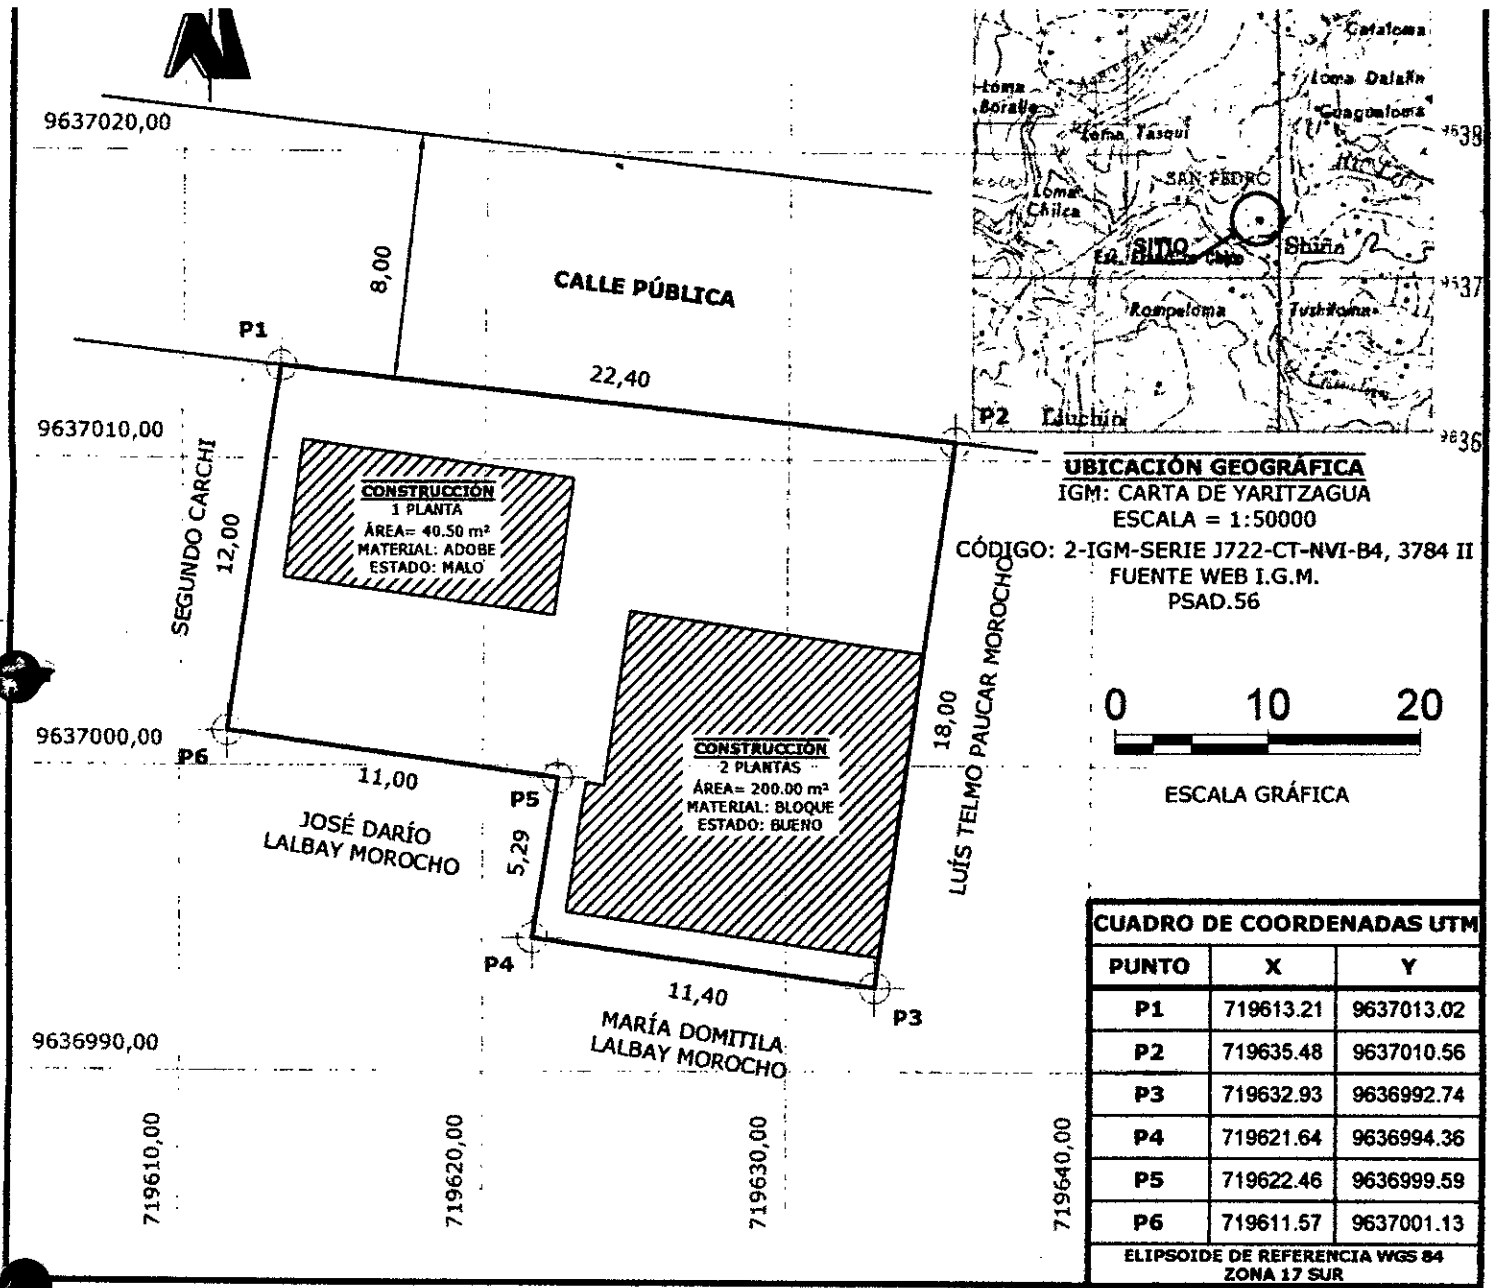 9637020,00
8,00
CALLE PÚBLICA
P1
22,40
P2
9637010,00
SEGUNDO CARCHI
12,00
CONSTRUCCIÓN
1 PLANTA
ÁREA= 40.50 m²
MATERIAL: ADOBE
ESTADO: MALO
9637000,00
P6
11,00
P5
JOSÉ DARÍO
LALBAY MOROCHO
5,29
CONSTRUCCIÓN
2 PLANTAS
ÁREA= 200.00 m²
MATERIAL: BLOQUE
ESTADO: BUENO
18,00
LUÍS TELMO PAUCAR MOROCHO
P4
11,40
P3
MARÍA DOMITILA
LALBAY MOROCHO
9636990,00
719610,00
719620,00
719630,00
719640,00
Cataloma
Loma
Boralle
Loma Dalañn
Guagualoma
Loma Tasqui
9638
SAN PEDRO
Loma
Chilca
SITIO
Shiña
9637
Rompeloma
Tushiloma
Lluchin
9636
UBICACIÓN GEOGRÁFICA
IGM: CARTA DE YARITZAGUA
ESCALA = 1:50000
CÓDIGO: 2-IGM-SERIE J722-CT-NVI-B4, 3784 II
FUENTE WEB I.G.M.
PSAD.56
0 10 20
ESCALA GRÁFICA
CUADRO DE COORDENADAS UTM
PUNTO X Y
P1 719613.21 9637013.02
P2 719635.48 9637010.56
P3 719632.93 9636992.74
P4 719621.64 9636994.36
P5 719622.46 9636999.59
P6 719611.57 9637001.13
ELIPSOIDE DE REFERENCIA WGS 84
ZONA 17 SUR